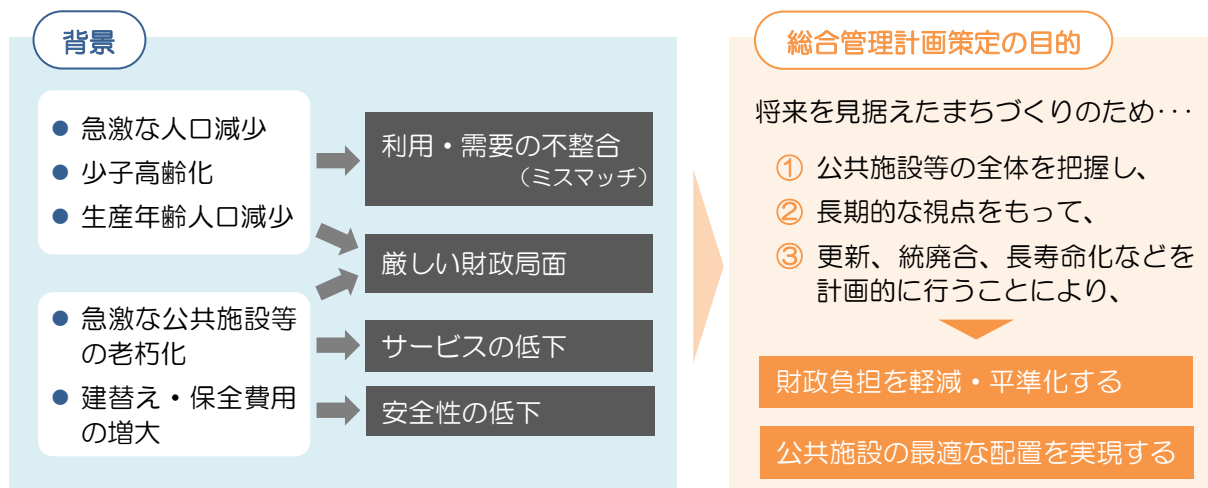 背景
● 急激な人口減少
● 少子高齢化
● 生産年齢人口減少
● 急激な公共施設等
の老朽化
● 建替え・保全費用
の増大
利用・需要の不整合
（ミスマッチ）
厳しい財政局面
サービスの低下
安全性の低下
総合管理計画策定の目的
将来を見据えたまちづくりのため･･･
① 公共施設等の全体を把握し、
② 長期的な視点をもって、
③ 更新、統廃合、長寿命化などを
計画的に行うことにより、
財政負担を軽減・平準化する
公共施設の最適な配置を実現する